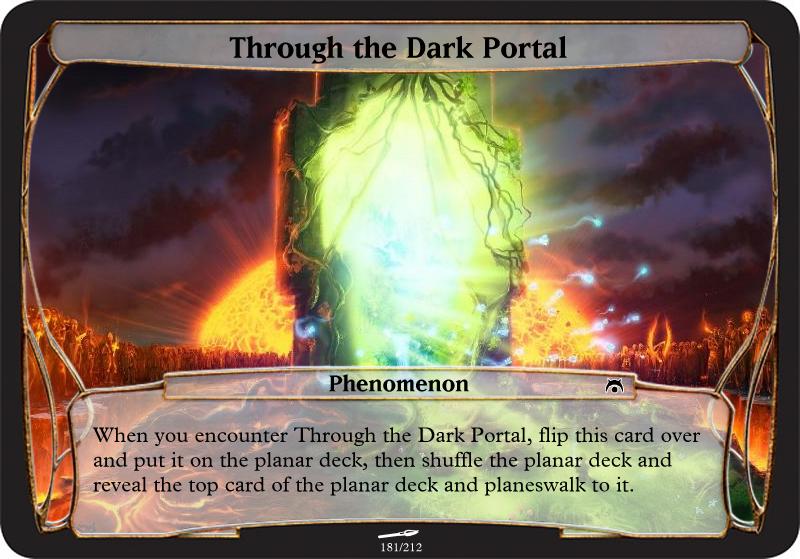 Through the Dark Portal
Phenomenon
When you encounter Through the Dark Portal, flip this card over
and put it on the planar deck, then shuffle the planar deck and
reveal the top card of the planar deck and planeswalk to it.
181/212